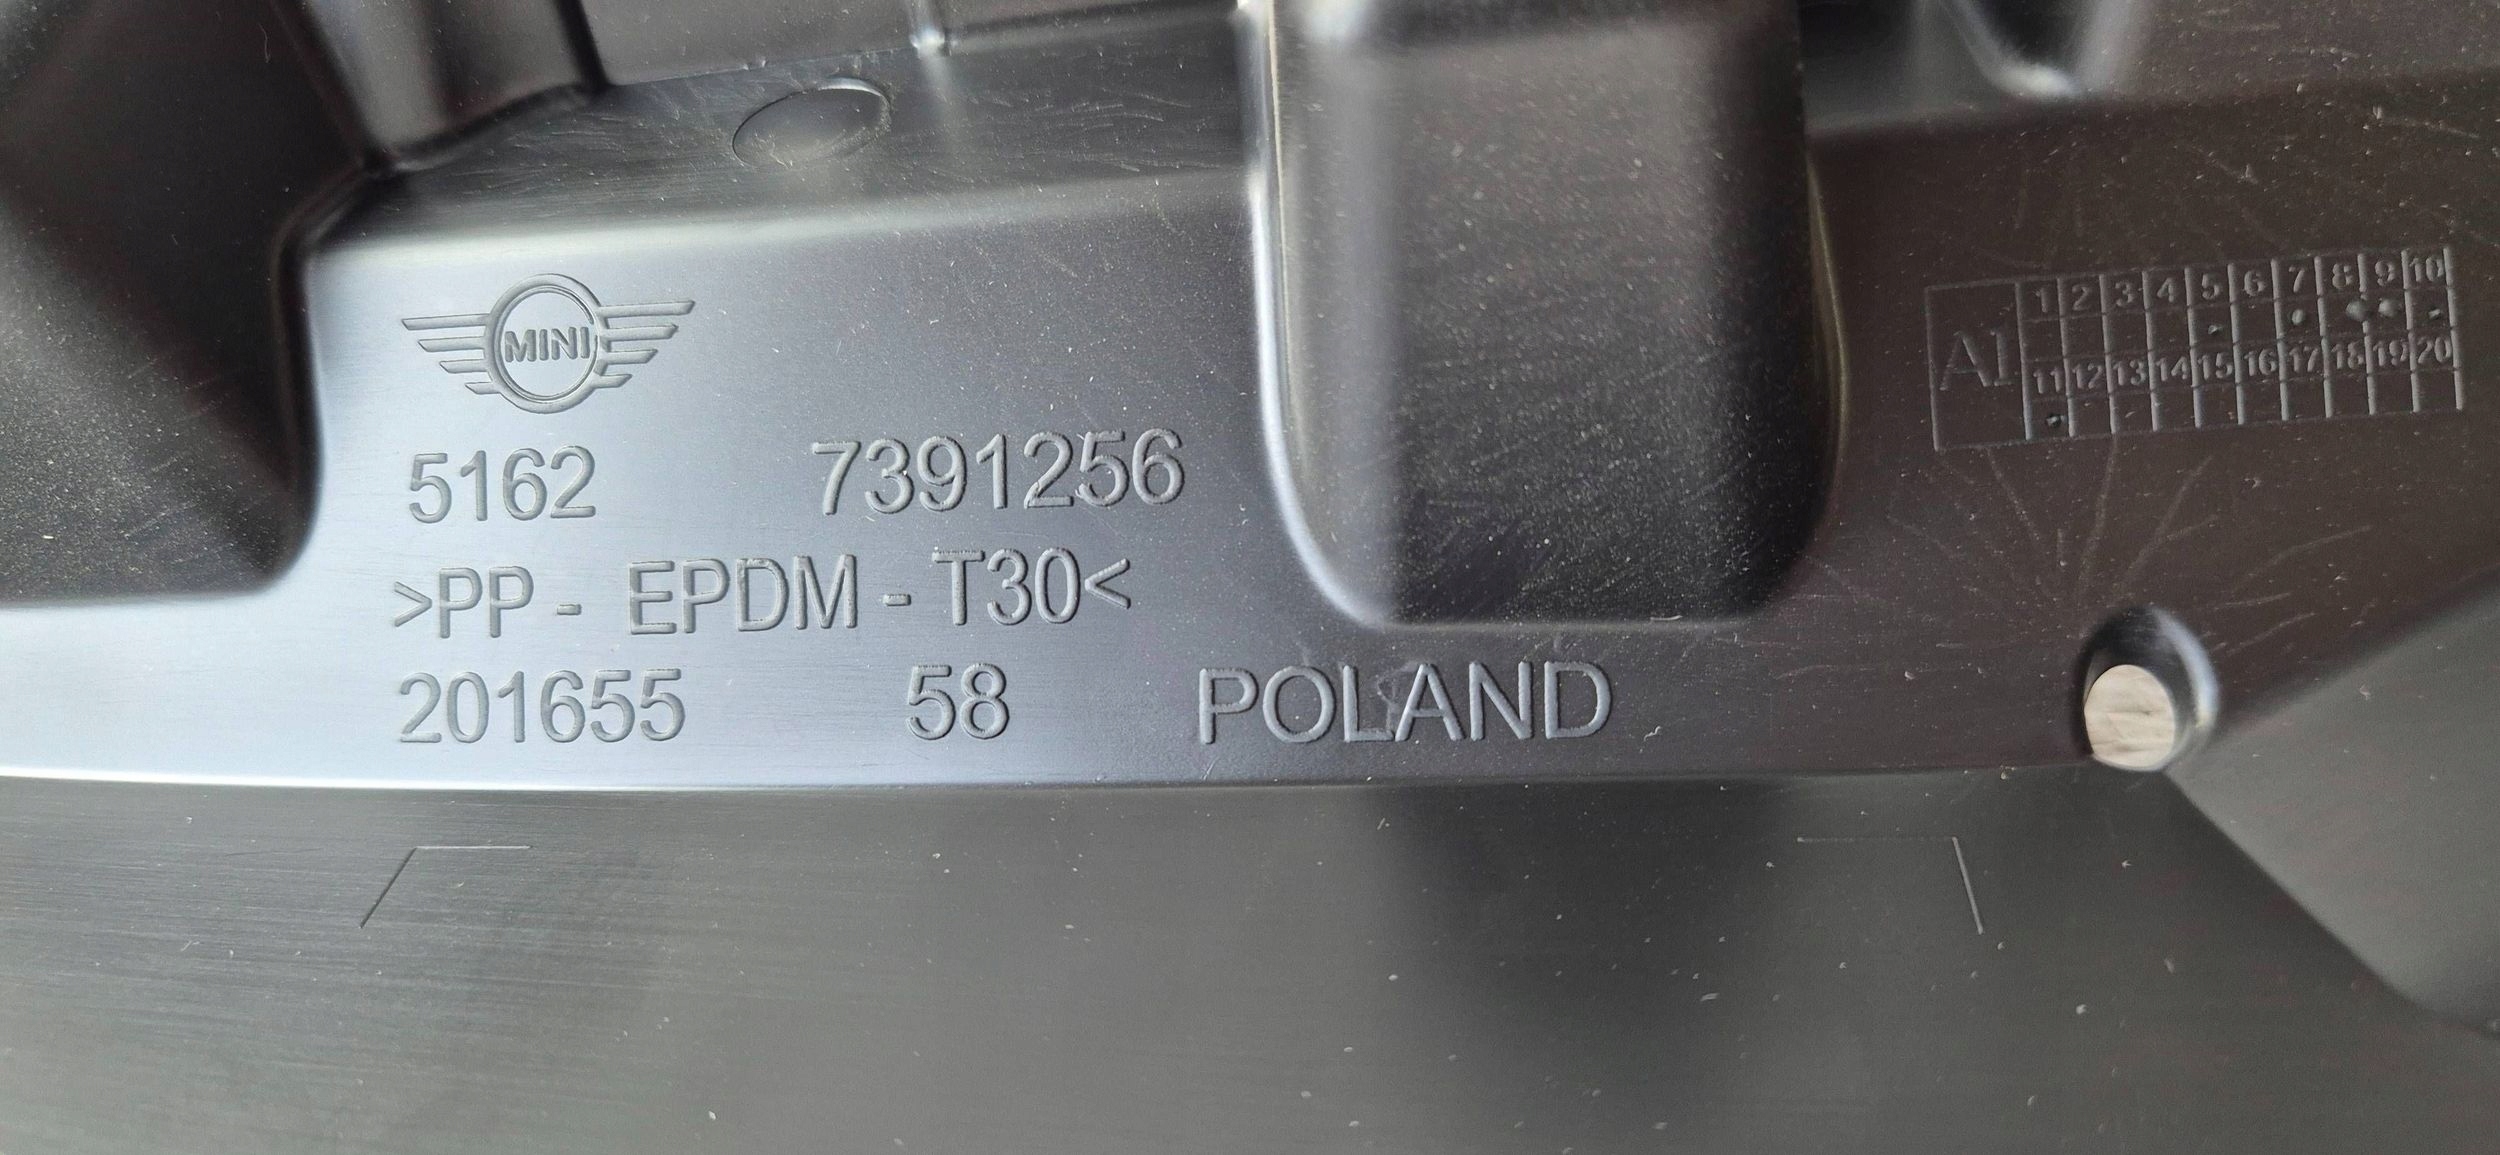 MINI
5162 7391256
>PP - EPDM - T30<
201655 58 POLAND
A1
1 2 3 4 5 6 7 8 9 10
11 12 13 14 15 16 17 18 19 20